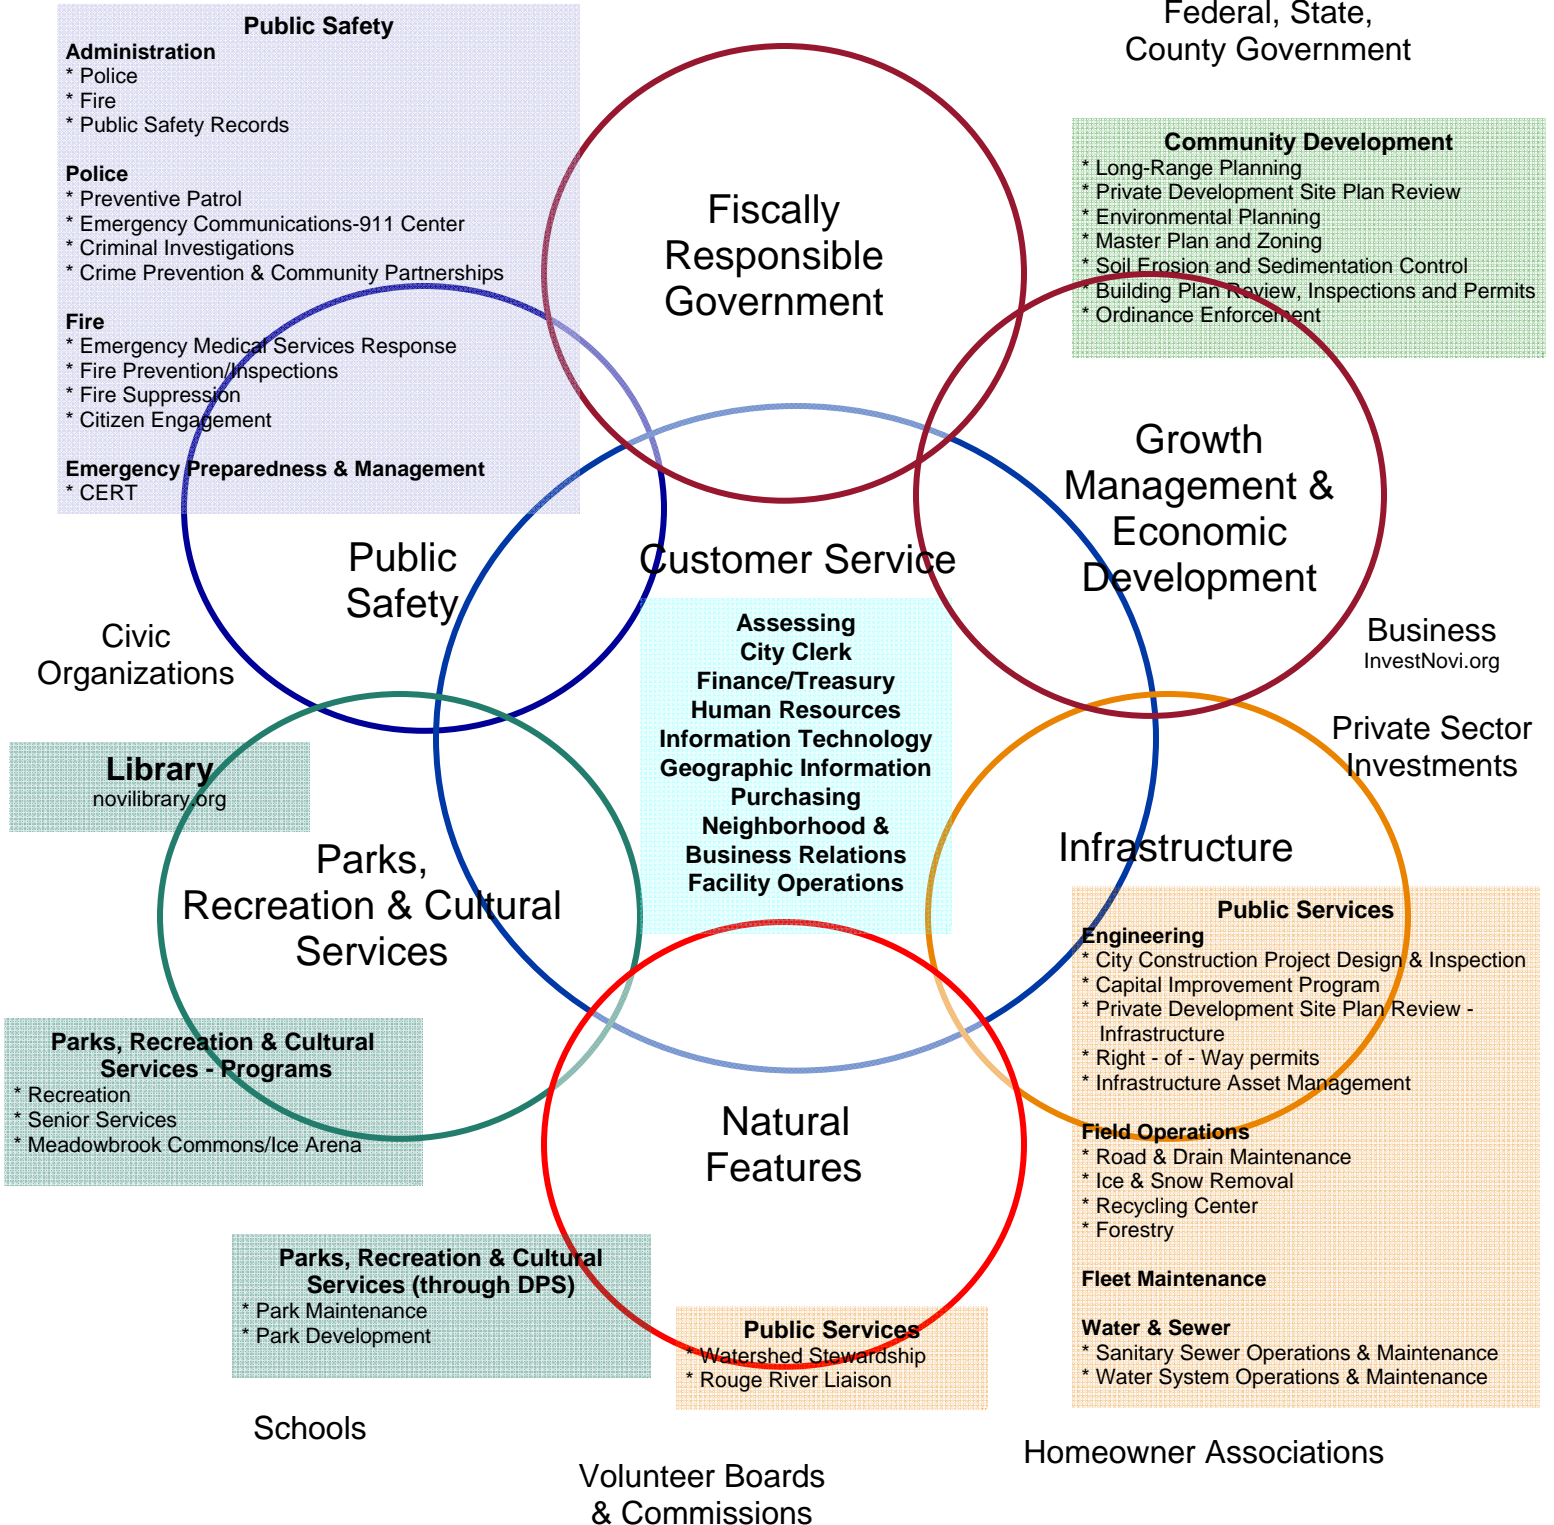 Federal, State,
County Government
Public Safety
Administration
* Police
* Fire
* Public Safety Records
Police
* Preventive Patrol
* Emergency Communications-911 Center
* Criminal Investigations
* Crime Prevention & Community Partnerships
Fire
* Emergency Medical Services Response
* Fire Prevention/Inspections
* Fire Suppression
* Citizen Engagement
Emergency Preparedness & Management
* CERT
Fiscally
Responsible
Government
Community Development
* Long-Range Planning
* Private Development Site Plan Review
* Environmental Planning
* Master Plan and Zoning
* Soil Erosion and Sedimentation Control
* Building Plan Review, Inspections and Permits
* Ordinance Enforcement
Growth
Management &
Economic
Development
Public
Safety
Customer Service
Assessing
City Clerk
Finance/Treasury
Human Resources
Information Technology
Geographic Information
Purchasing
Neighborhood &
Business Relations
Facility Operations
Civic
Organizations
Business
InvestNovi.org
Private Sector
Investments
Library
novilibrary.org
Parks,
Recreation & Cultural
Services
Infrastructure
Public Services
Engineering
* City Construction Project Design & Inspection
* Capital Improvement Program
* Private Development Site Plan Review -
Infrastructure
* Right - of - Way permits
* Infrastructure Asset Management
Field Operations
* Road & Drain Maintenance
* Ice & Snow Removal
* Recycling Center
* Forestry
Fleet Maintenance
Water & Sewer
* Sanitary Sewer Operations & Maintenance
* Water System Operations & Maintenance
Parks, Recreation & Cultural
Services - Programs
* Recreation
* Senior Services
* Meadowbrook Commons/Ice Arena
Natural
Features
Parks, Recreation & Cultural
Services (through DPS)
* Park Maintenance
* Park Development
Public Services
* Watershed Stewardship
* Rouge River Liaison
Schools
Volunteer Boards
& Commissions
Homeowner Associations